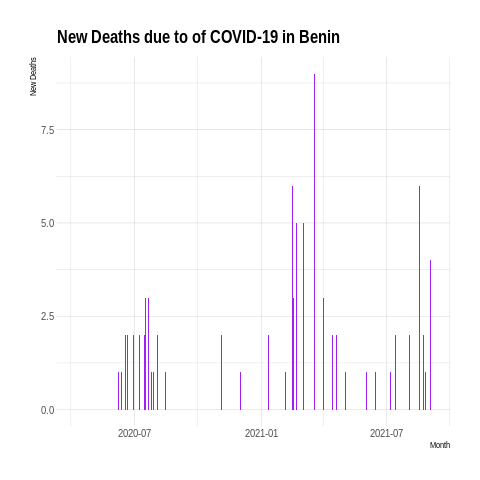 New Deaths due to of COVID-19 in Benin
New Deaths
7.5
5.0
2.5
0.0
2020-07 2021-01 2021-07
Month